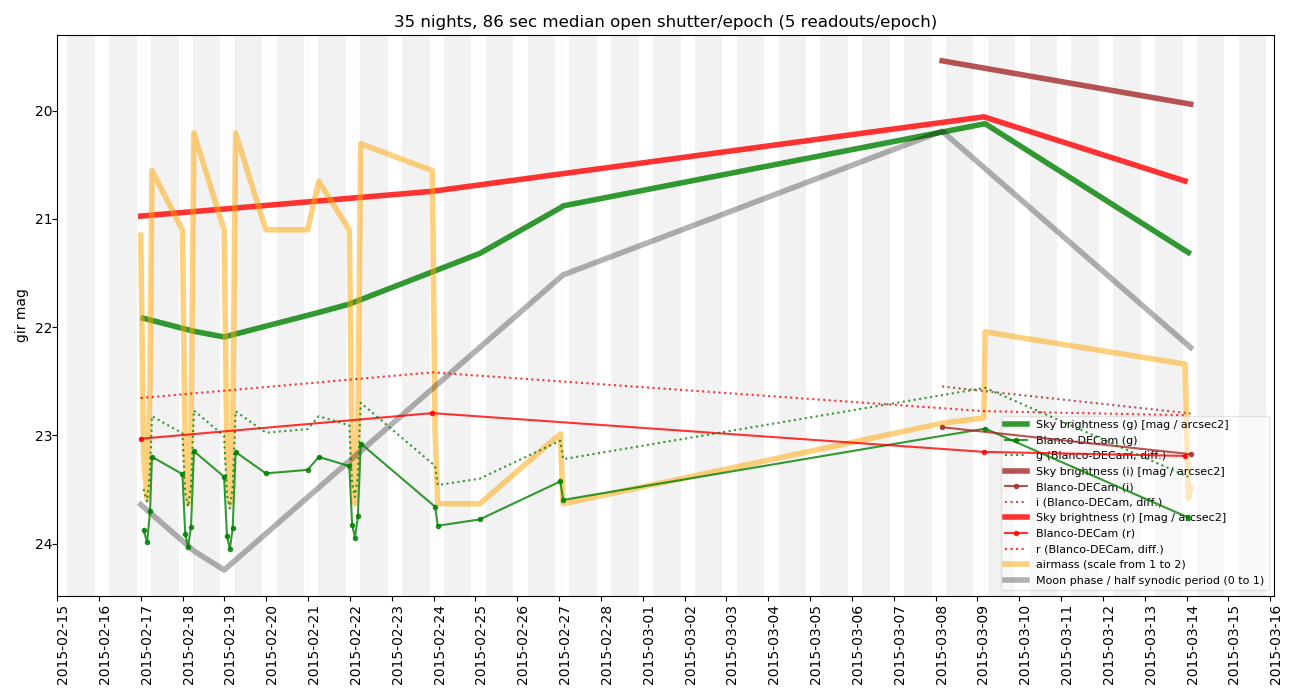 35 nights, 86 sec median open shutter/epoch (5 readouts/epoch)
gir mag
20
21
22
23
24
Sky brightness (g) [mag / arcsec2]
Blanco-DECam (g)
g (Blanco-DECam, diff.)
Sky brightness (i) [mag / arcsec2]
Blanco-DECam (i)
i (Blanco-DECam, diff.)
Sky brightness (r) [mag / arcsec2]
Blanco-DECam (r)
r (Blanco-DECam, diff.)
airmass (scale from 1 to 2)
Moon phase / half synodic period (0 to 1)
2015-02-15
2015-02-16
2015-02-17
2015-02-18
2015-02-19
2015-02-20
2015-02-21
2015-02-22
2015-02-23
2015-02-24
2015-02-25
2015-02-26
2015-02-27
2015-02-28
2015-03-01
2015-03-02
2015-03-03
2015-03-04
2015-03-05
2015-03-06
2015-03-07
2015-03-08
2015-03-09
2015-03-10
2015-03-11
2015-03-12
2015-03-13
2015-03-14
2015-03-15
2015-03-16